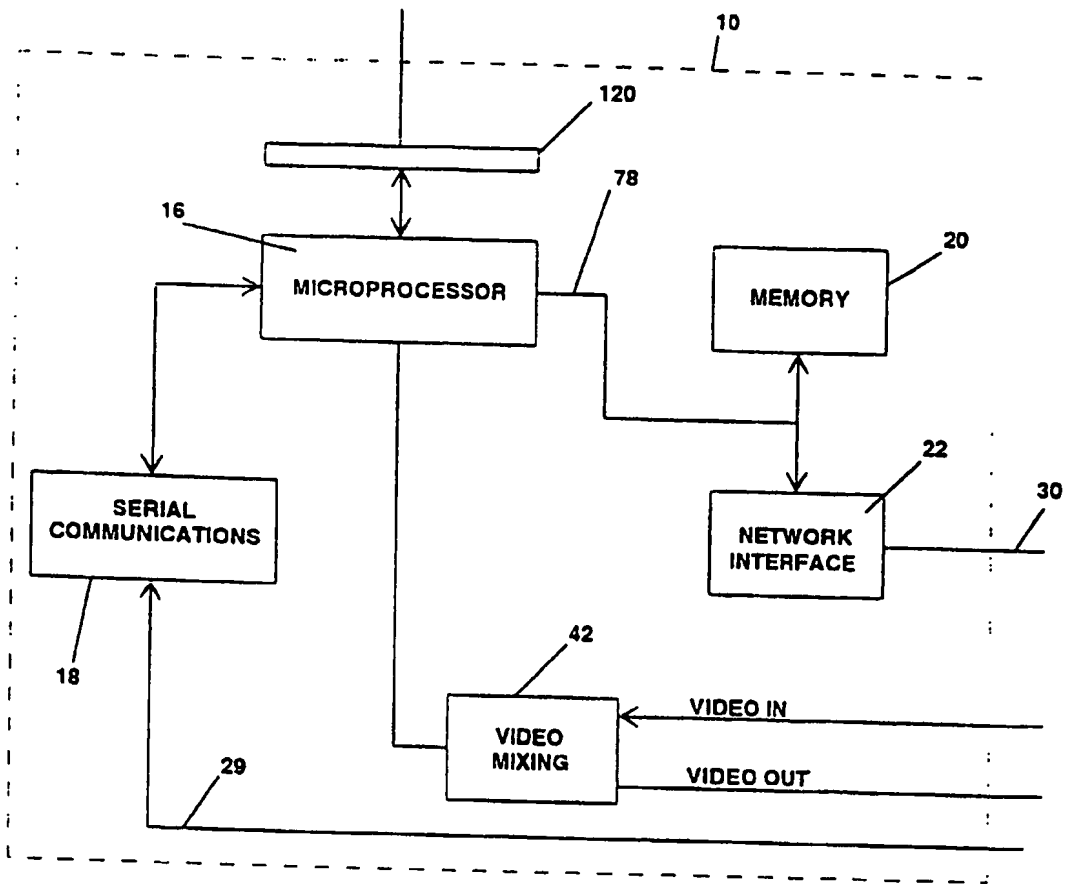 10
120
78
16
20
MICROPROCESSOR
MEMORY
22
30
SERIAL
COMMUNICATIONS
NETWORK
INTERFACE
18
42
VIDEO IN
VIDEO
MIXING
29
VIDEO OUT